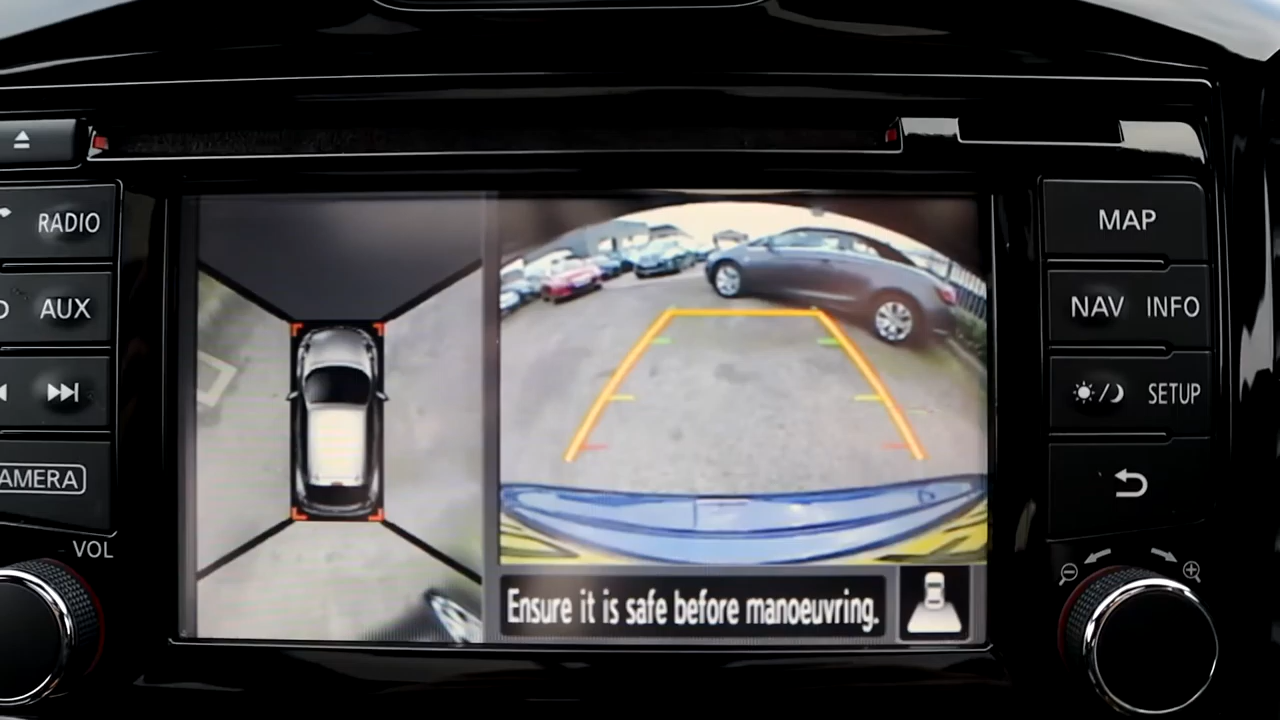 RADIO
MAP
AUX
NAV INFO
SETUP
AMERA
VOL
Ensure it is safe before manoeuvring.